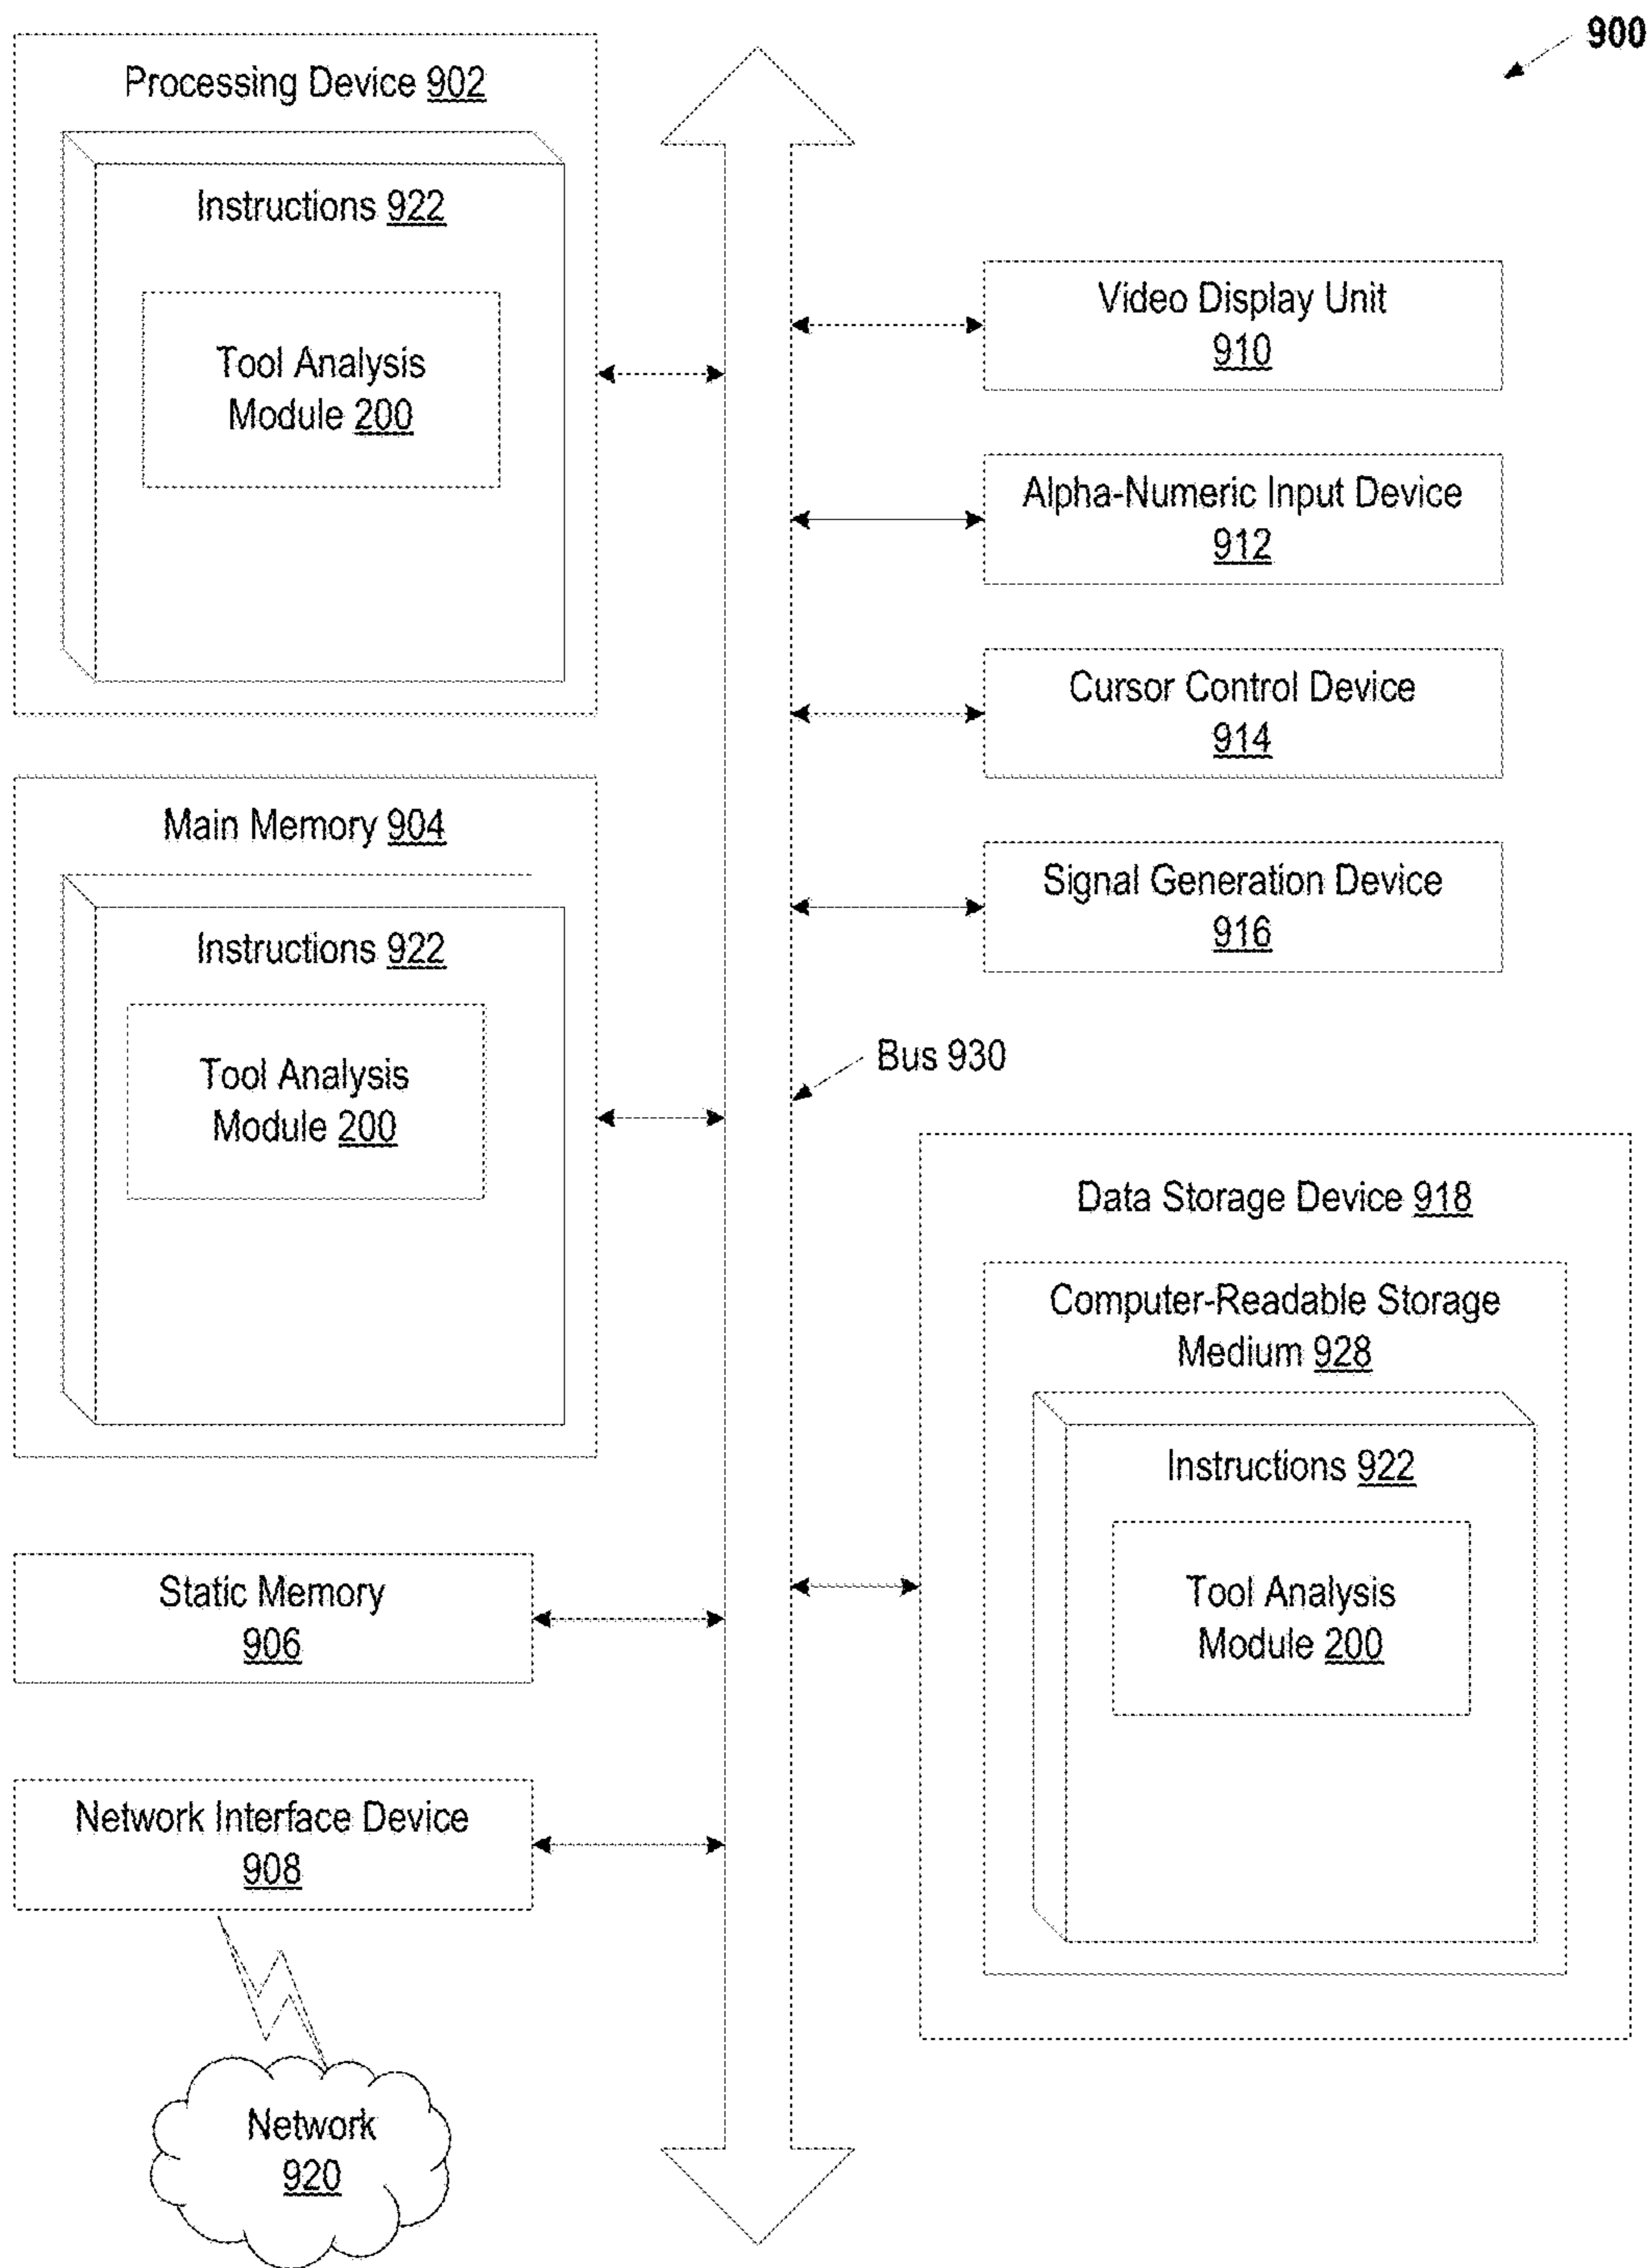 900
Processing Device 902
Instructions 922
Tool Analysis
Module 200
Main Memory 904
Instructions 922
Tool Analysis
Module 200
Static Memory
906
Network Interface Device
908
Network
920
Video Display Unit
910
Alpha-Numeric Input Device
912
Cursor Control Device
914
Signal Generation Device
916
Bus 930
Data Storage Device 918
Computer-Readable Storage
Medium 928
Instructions 922
Tool Analysis
Module 200